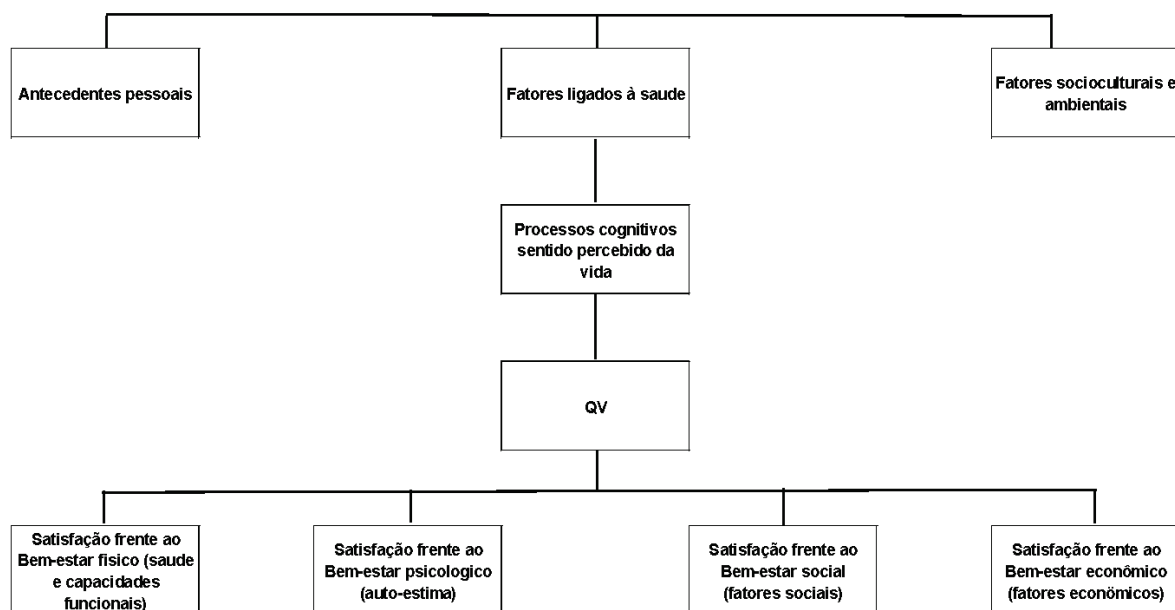 Antecedentes pessoais
Fatores ligados à saude
Fatores socioculturais e
ambientais
Processos cognitivos
sentido percebido da
vida
QV
Satisfação frente ao
Bem-estar fisico (saude
e capacidades
funcionais)
Satisfação frente ao
Bem-estar psicologico
(auto-estima)
Satisfação frente ao
Bem-estar social
(fatores sociais)
Satisfação frente ao
Bem-estar econômico
(fatores econömicos)